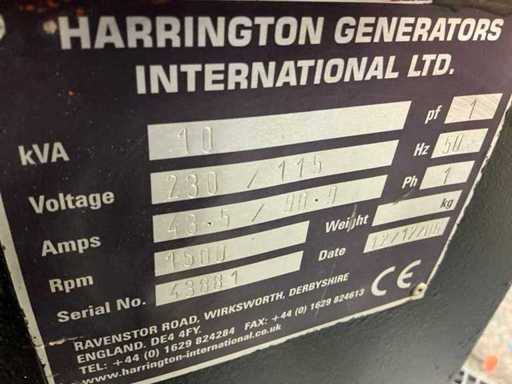 HARRINGTON GENERATORS
INTERNATIONAL LTD.
kVA 10 pf 1
Voltage 230 / 115 Hz 50
Amps 43.5 / 90.9 Ph 1
Rpm 1500 Weight kg
Serial No. 43881 Date
RAVENSTOR ROAD, WIRKSWORTH, DERBYSHIRE
ENGLAND. DE4 4FY.
TEL: +44 (0) 1629 824284 FAX: +44 (0) 1629 824613
www.harrington-international.co.uk
CE